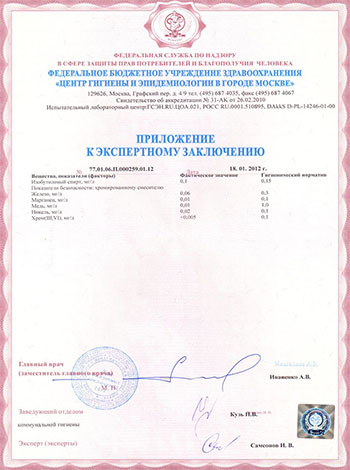 ФЕДЕРАЛЬНАЯ СЛУЖБА ПО НАДЗОРУ
В СФЕРЕ ЗАЩИТЫ ПРАВ ПОТРЕБИТЕЛЕЙ И БЛАГОПОЛУЧИЯ ЧЕЛОВЕКА
ФЕДЕРАЛЬНОЕ БЮДЖЕТНОЕ УЧРЕЖДЕНИЕ ЗДРАВООХРАНЕНИЯ
"ЦЕНТР ГИГИЕНЫ И ЭПИДЕМИОЛОГИИ В ГОРОДЕ МОСКВЕ"
129626, Москва, Графский пер. д. 4/9 тел. (495) 687 4035, факс (495) 687 4067
Свидетельство об аккредитации № 31-АК от 26.02.2010
Испытательный лабораторный центр: ГСЭН.RU.ЦОА.021, РОСС RU.0001.510895, DAkkS D-PL-14246-01-00
ПРИЛОЖЕНИЕ
К ЭКСПЕРТНОМУ ЗАКЛЮЧЕНИЮ
№ 77.01.06.П.000259.01.12 Дата 18. 01. 2012 г.
Вещества, показатели (факторы) Фактическое значение Гигиенический норматив
Изобутиловый спирт, мг/л 0,1 0,15
Показатели безопасности: хромированному смесителю
Железо, мг/л 0,06 0,3
Марганец, мг/л 0,01 0,1
Медь, мг/л 0,01 1,0
Никель, мг/л 0,02 0,1
Хром(III,VI), мг/л <0,005 0,1
Главный врач
(заместитель главного врача)
М. П. Иваненко А.В.
Заведующий отделом Кузь Н.В.
коммунальной гигиены
Эксперт (эксперты) Самсонов И. В.